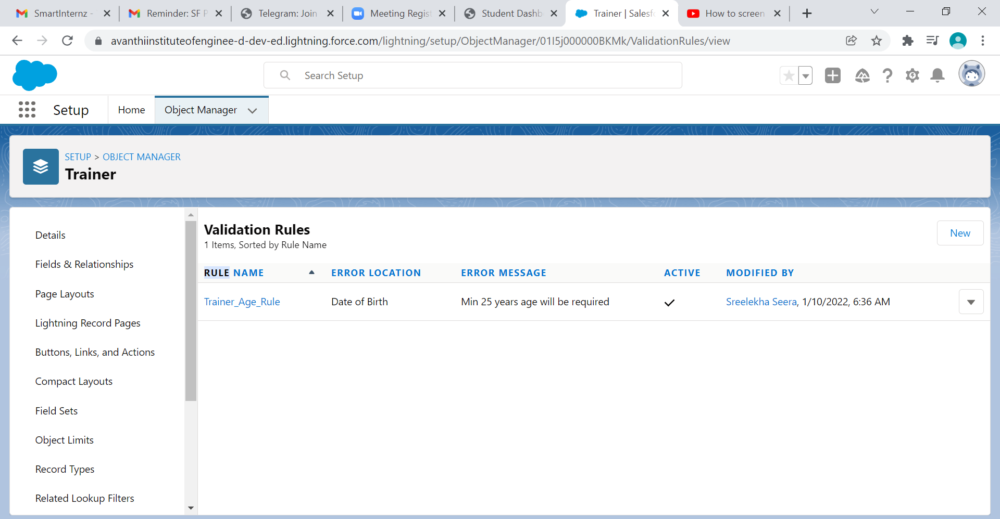 SmartInternz -
Reminder: SF P
Telegram: Join
Meeting Regist
Student Dashb
Trainer | Salesfo
How to screen
avanthiinstituteofenginee-d-dev-ed.lightning.force.com/lightning/setup/ObjectManager/01I5j000000BKMk/ValidationRules/view
Search Setup
Setup
Home
Object Manager
SETUP > OBJECT MANAGER
Trainer
Details
Fields & Relationships
Page Layouts
Lightning Record Pages
Buttons, Links, and Actions
Compact Layouts
Field Sets
Object Limits
Record Types
Related Lookup Filters
Validation Rules
1 Items, Sorted by Rule Name
New
RULE NAME ERROR LOCATION ERROR MESSAGE ACTIVE MODIFIED BY
Trainer_Age_Rule Date of Birth Min 25 years age will be required Sreelekha Seera, 1/10/2022, 6:36 AM